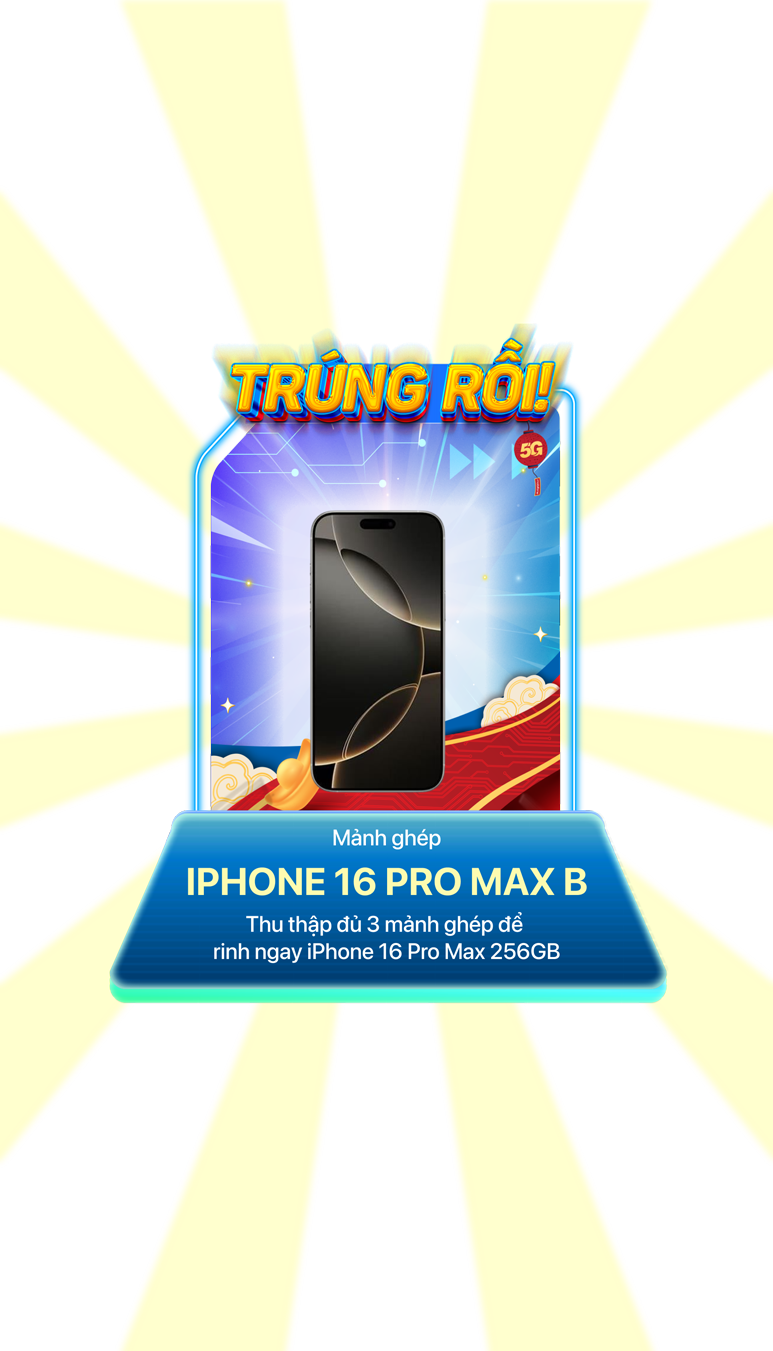 TRÚNG RỒI!
5G
Mảnh ghép
IPHONE 16 PRO MAX B
Thu thập đủ 3 mảnh ghép để
rinh ngay iPhone 16 Pro Max 256GB